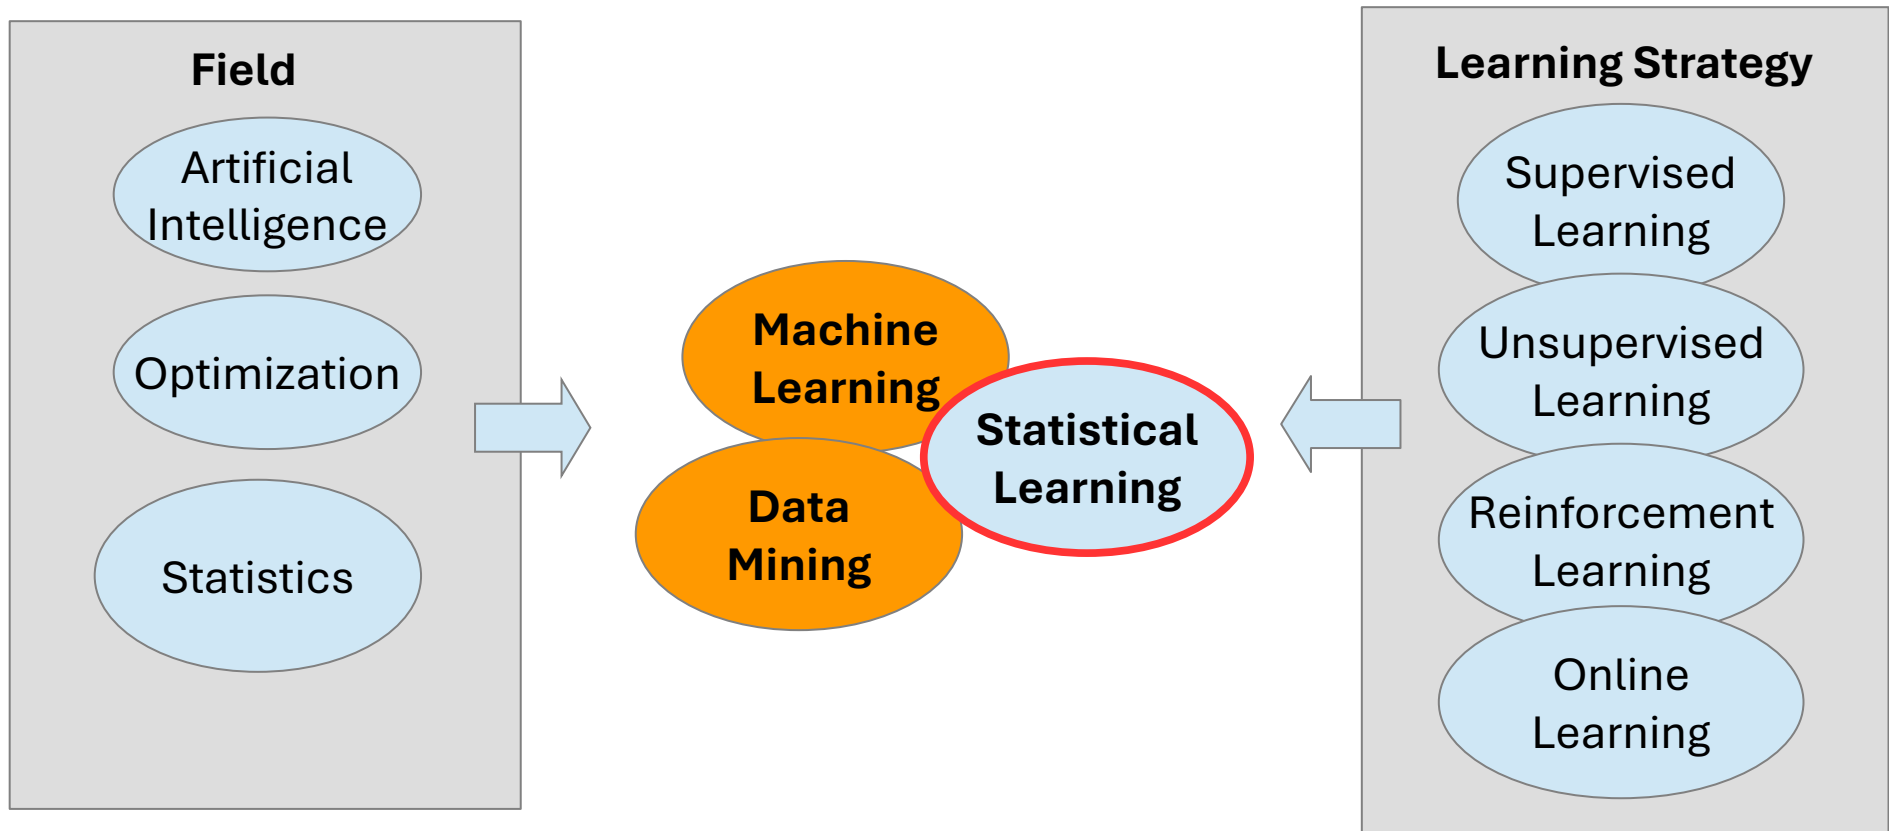 Field
Artificial
Intelligence
Optimization
Statistics
Machine
Learning
Data
Mining
Statistical
Learning
Learning Strategy
Supervised
Learning
Unsupervised
Learning
Reinforcement
Learning
Online
Learning